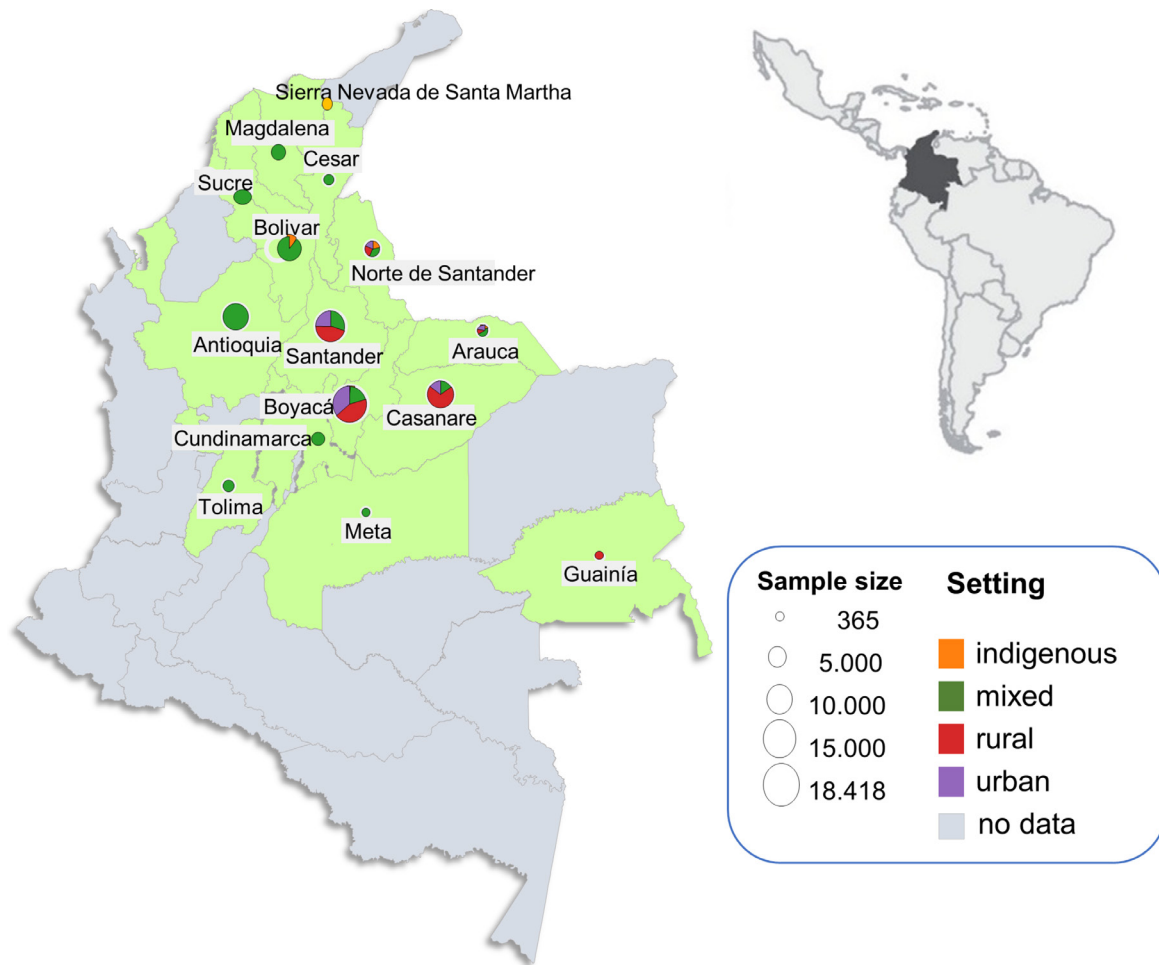 Sierra Nevada de Santa Martha
Magdalena
Cesar
Sucre
Bolivar
Norte de Santander
Antioquia
Santander
Arauca
Boyacá
Casanare
Cundinamarca
Tolima
Meta
Guainía
Sample size
365
5.000
10.000
15.000
18.418
Setting
indigenous
mixed
rural
urban
no data